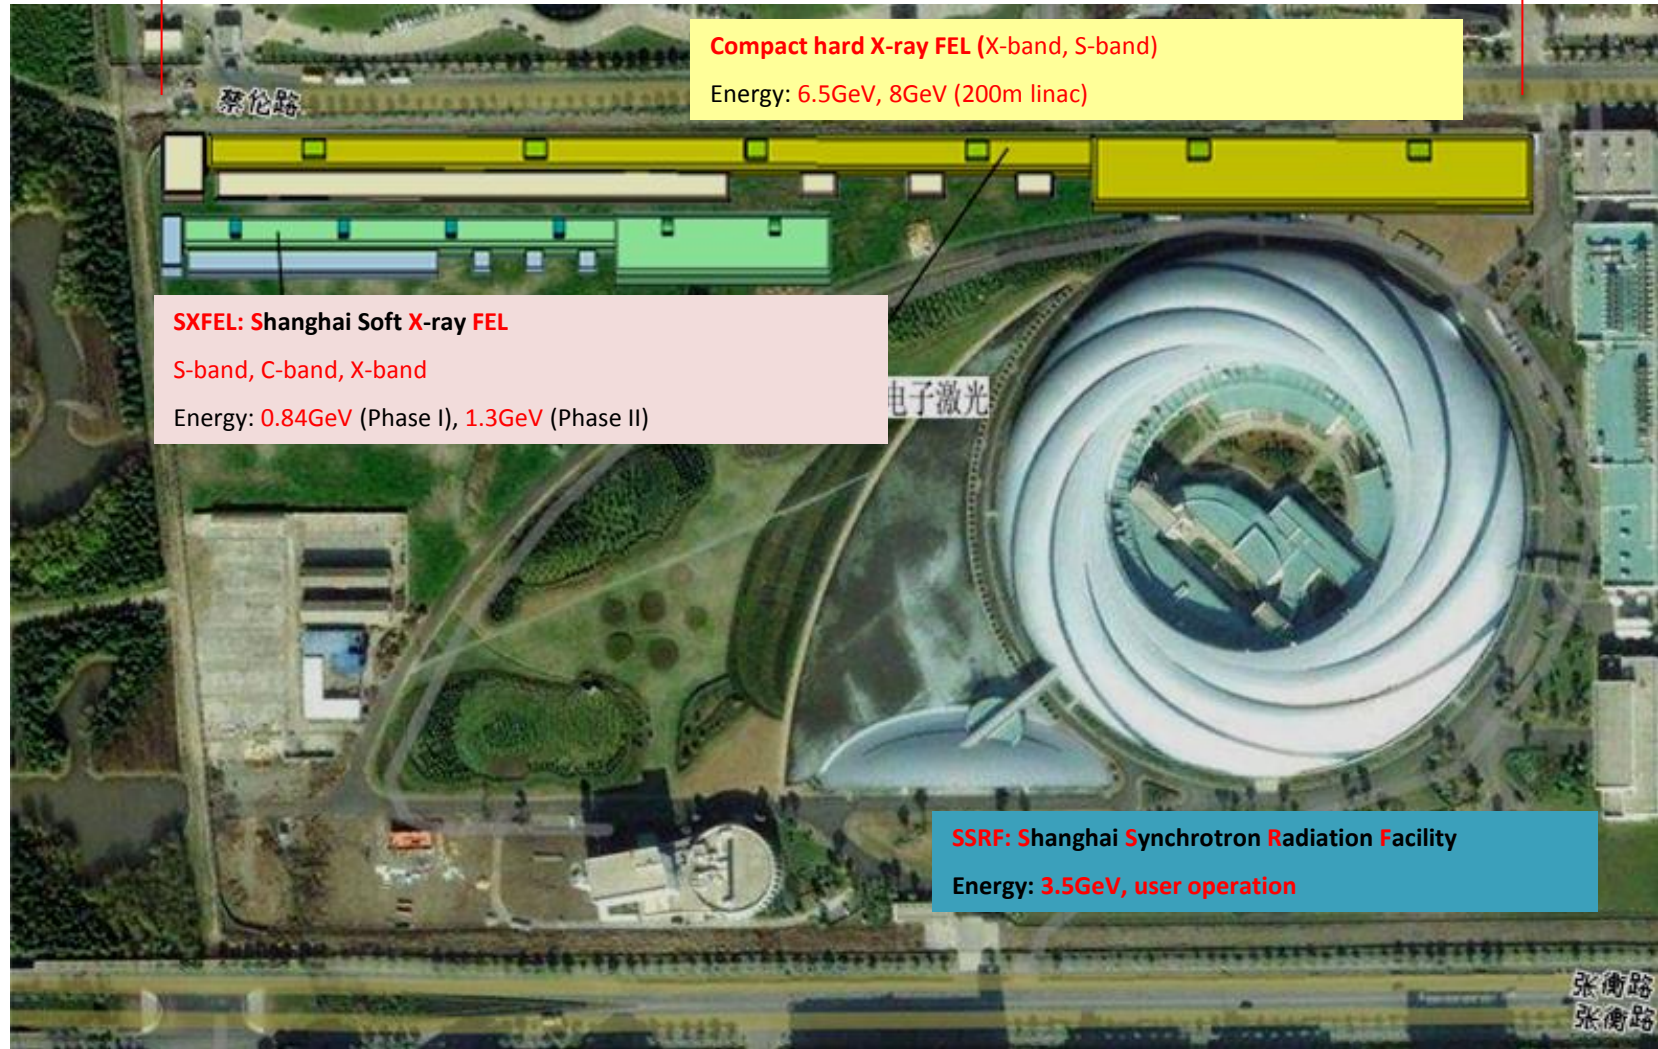 Compact hard X-ray FEL (X-band, S-band)
Energy: 6.5GeV, 8GeV (200m linac)
蔡伦路
SXFEL: Shanghai Soft X-ray FEL
S-band, C-band, X-band
Energy: 0.84GeV (Phase I), 1.3GeV (Phase II)
电子激光
SSRF: Shanghai Synchrotron Radiation Facility
Energy: 3.5GeV, user operation
张衡路
张衡路